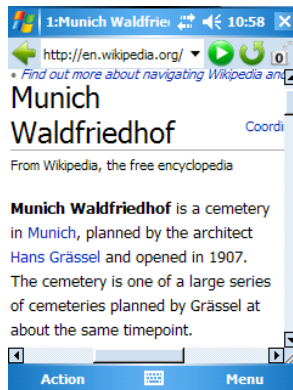 1:Munich Waldfrie 10:58
http://en.wikipedia.org/
Find out more about navigating Wikipedia and
Munich
Waldfriedhof Coordi
From Wikipedia, the free encyclopedia
Munich Waldfriedhof is a cemetery
in Munich, planned by the architect
Hans Grässel and opened in 1907.
The cemetery is one of a large series
of cemeteries planned by Grässel at
about the same timepoint.
Action Menu